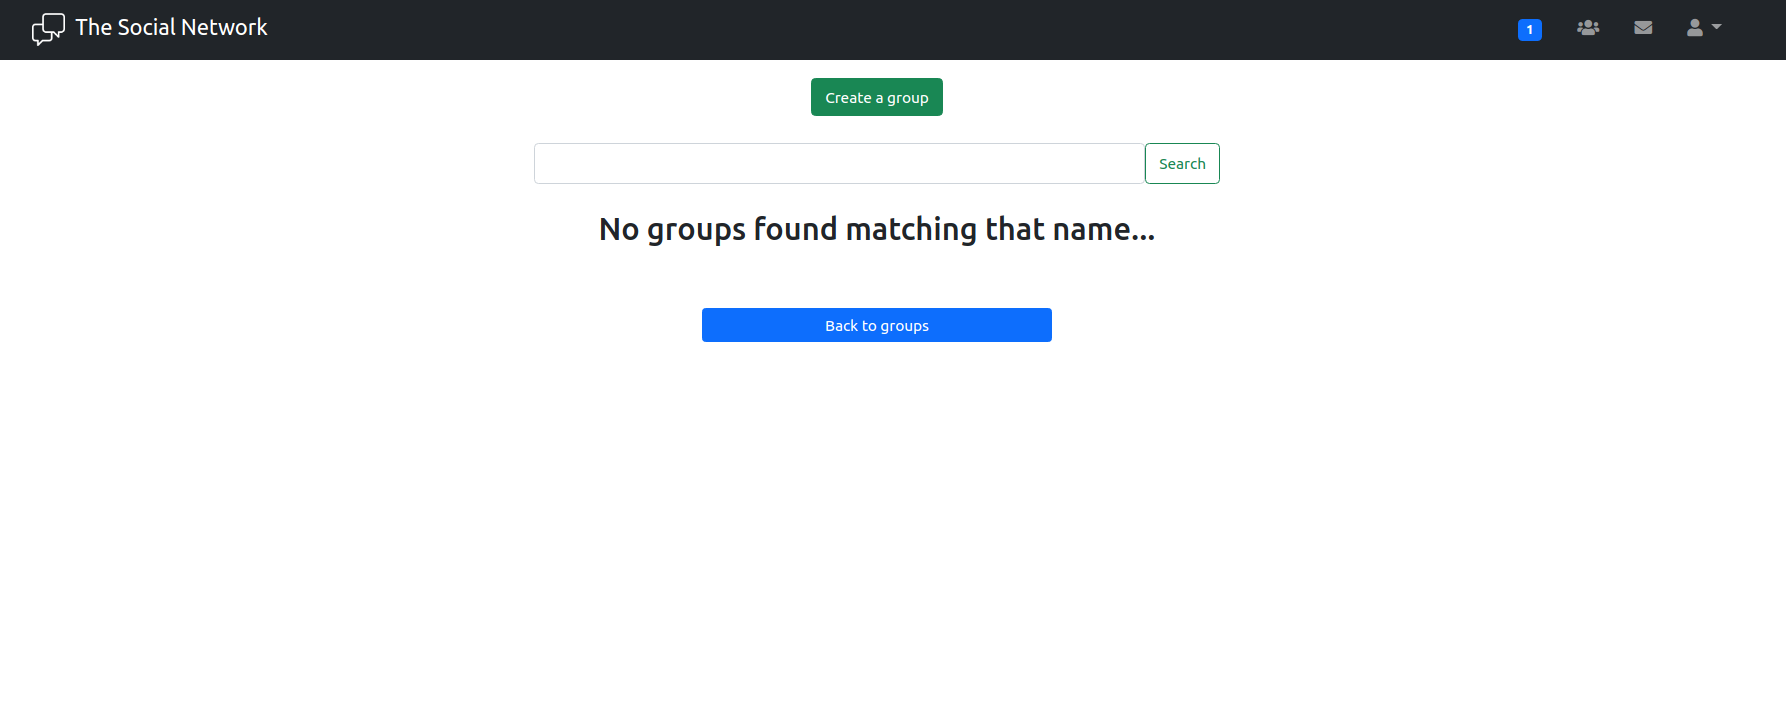 The Social Network
1
Create a group
Search
No groups found matching that name...
Back to groups